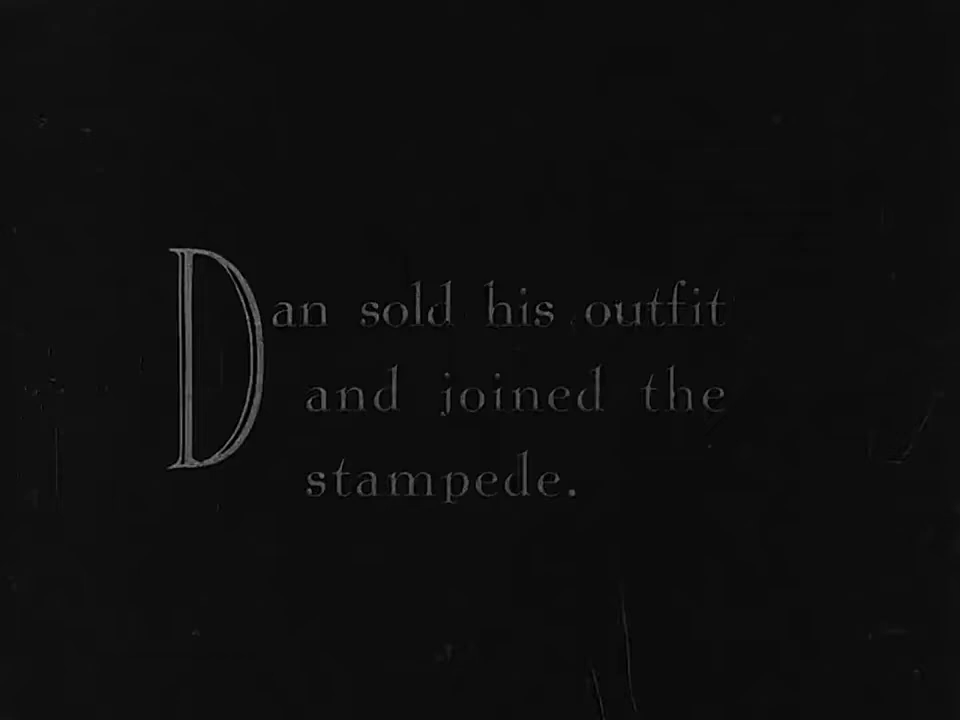 Dan sold his outfit
and joined the
stampede.